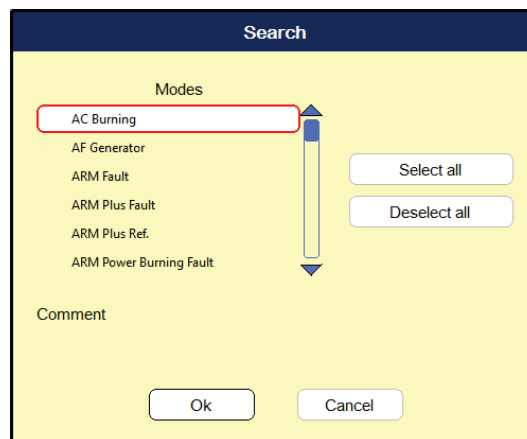 Search
Modes
AC Burning
AF Generator
ARM Fault
ARM Plus Fault
ARM Plus Ref.
ARM Power Burning Fault
Select all
Deselect all
Comment
Ok
Cancel